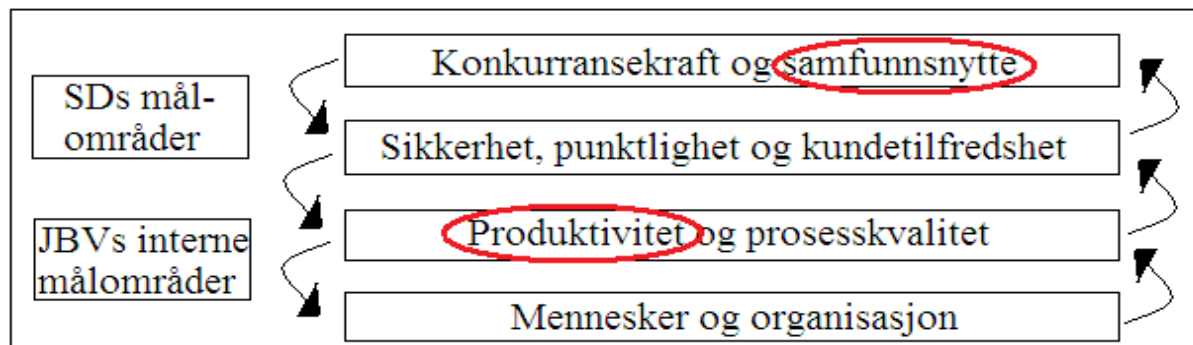 Konkurransekraft og samfunnsnytte
SDs mål-
områder
Sikkerhet, punktlighet og kundetilfredshet
JBVs interne
målområder
Produktivitet og prosesskvalitet
Mennesker og organisasjon